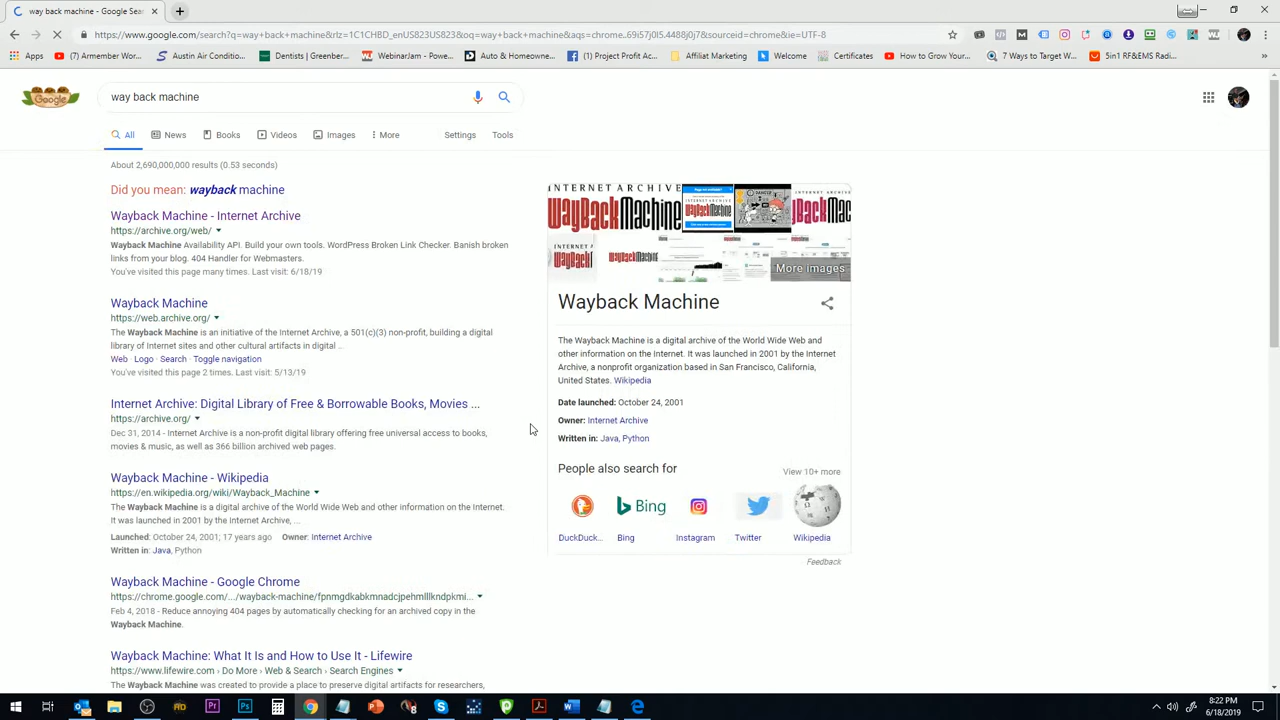 way back machine - Google Sea
https://www.google.com/search?q=way+back+machine&rlz=1C1CHBD_enUS823US823&oq=way+back+machine&aqs=chrome..69i57j0l5.4488j0j7&sourceid=chrome&ie=UTF-8
Apps Suite Home Austin Air Conditio... Dentist | Greenber... WebinarJam... Auto & Homeowne... (1) Project Profit Ac... Affiliate Marketing Welcome... Certificates How to Grow Your... 7 Ways to Target W... 5in1 RF&EMS Radi...
Google
way back machine
All News Books Videos Images More Settings Tools
About 2,690,000,000 results (0.53 seconds)
Did you mean: wayback machine
Wayback Machine - Internet Archive
https://archive.org/web/
Wayback Machine Availability API. Build your own tools. WordPress Broken Link Checker. Banish broken
links from your blog. 404 Handler for Webmasters.
You've visited this page many times. Last visit: 6/18/19
Wayback Machine
https://web.archive.org/
The Wayback Machine is an initiative of the Internet Archive, a 501(c)(3) non-profit, building a digital
library of Internet sites and other cultural artifacts in digital ...
Web · Logo · Search · Toggle navigation
You've visited this page 2 times. Last visit: 5/13/19
Internet Archive: Digital Library of Free & Borrowable Books, Movies ...
https://archive.org/
Dec 31, 2014 - Internet Archive is a non-profit digital library offering free universal access to books,
movies & music, as well as 366 billion archived web pages.
Wayback Machine - Wikipedia
https://en.wikipedia.org/wiki/Wayback_Machine
The Wayback Machine is a digital archive of the World Wide Web and other information on the Internet.
It was launched in 2001 by the Internet Archive, ...
Launched: October 24, 2001; 17 years ago Owner: Internet Archive
Written in: Java, Python
Wayback Machine - Google Chrome
https://chrome.google.com/.../wayback-machine/fpnmgdkabkmnadcjpehmlllkndpkmi...
Feb 4, 2018 - Reduce annoying 404 pages by automatically checking for an archived copy in the
Wayback Machine.
Wayback Machine: What It Is and How to Use It - Lifewire
https://www.lifewire.com › Do More › Web & Search › Search Engines
The Wayback Machine was created to provide a place to preserve digital artifacts for researchers,
INTERNET ARCHIVE
WayBackMachine
INTERNET ARCHIVE
More images
Wayback Machine
The Wayback Machine is a digital archive of the World Wide Web and
other information on the Internet. It was launched in 2001 by the Internet
Archive, a nonprofit organization based in San Francisco, California,
United States. Wikipedia
Date launched: October 24, 2001
Owner: Internet Archive
Written in: Java, Python
People also search for
View 10+ more
Bing
DuckDuck... Bing Instagram Twitter Wikipedia
Feedback
8:22 PM
6/18/2019